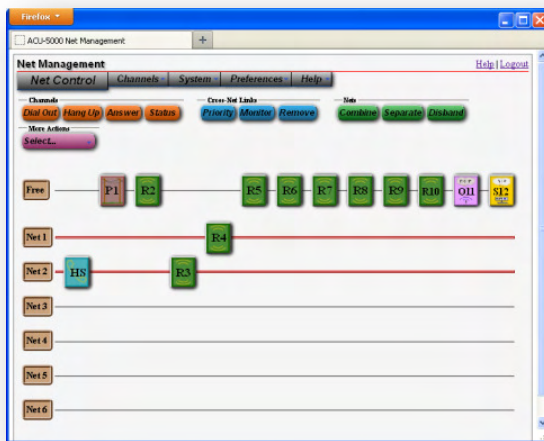 Firefox
ACU-5000 Net Management
Net Management
Help | Logout
Net Control Channels System Preferences Help
Channels Cross-Net Links Nets
Dial Out Hang Up Answer Status Priority Monitor Remove Combine Separate Disband
More Actions
Select...
Free P1 R2 R5 R6 R7 R8 R9 R10 O11 S12
Net 1 R4
Net 2 HS R3
Net 3
Net 4
Net 5
Net 6